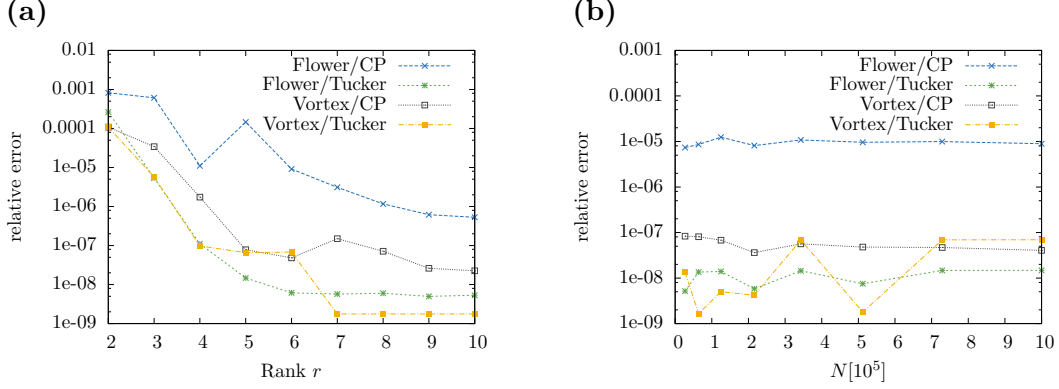 (a)
0.01
0.001
0.0001
1e-05
1e-06
1e-07
1e-08
1e-09
relative error
2 3 4 5 6 7 8 9 10
Rank r
Flower/CP
Flower/Tucker
Vortex/CP
Vortex/Tucker
(b)
0.001
0.0001
1e-05
1e-06
1e-07
1e-08
1e-09
relative error
0 1 2 3 4 5 6 7 8 9 10
N[10⁵]
Flower/CP
Flower/Tucker
Vortex/CP
Vortex/Tucker